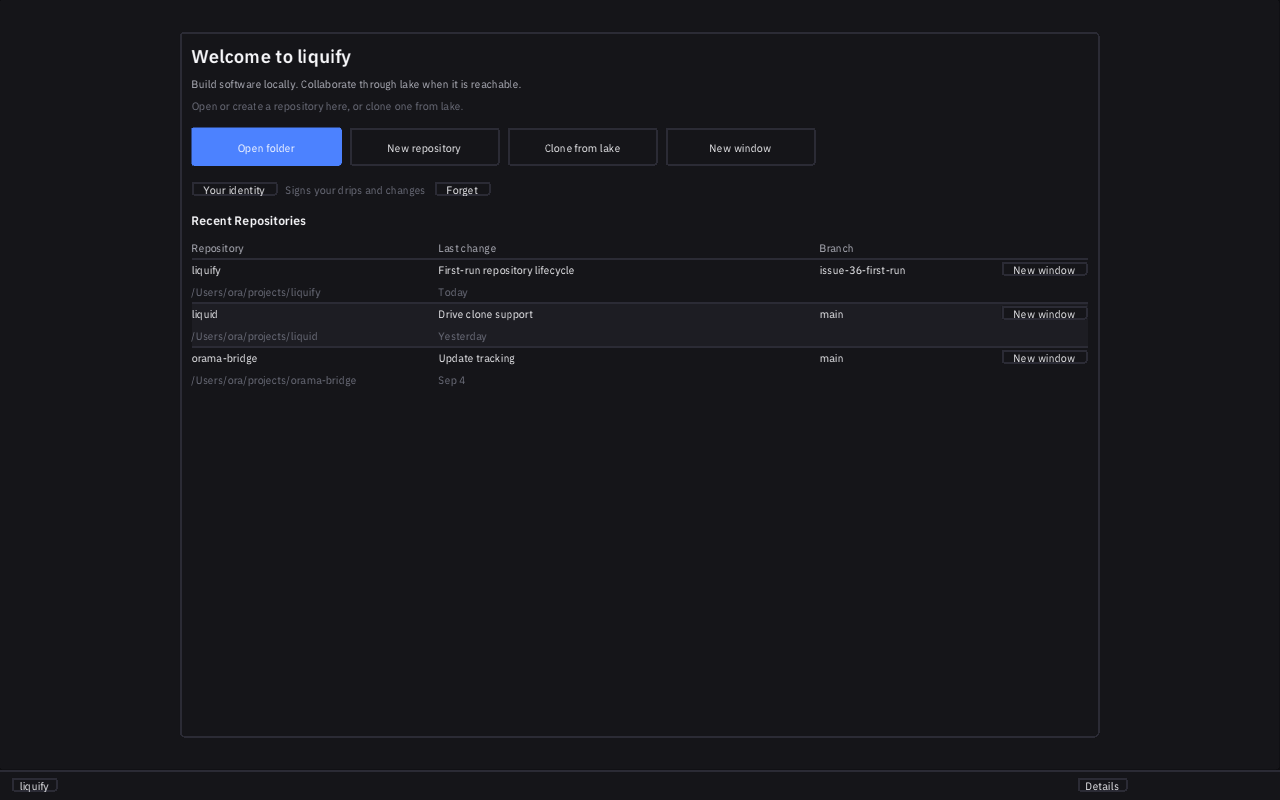 Welcome to liquify
Build software locally. Collaborate through lake when it is reachable.
Open or create a repository here, or clone one from lake.
Open folder New repository Clone from lake New window
Your identity Signs your drips and changes Forget
Recent Repositories
Repository Last change Branch
liquify First-run repository lifecycle issue-36-first-run New window
/Users/ora/projects/liquify Today
liquid Drive clone support main New window
/Users/ora/projects/liquid Yesterday
orama-bridge Update tracking main New window
/Users/ora/projects/orama-bridge Sep 4
liquify Details